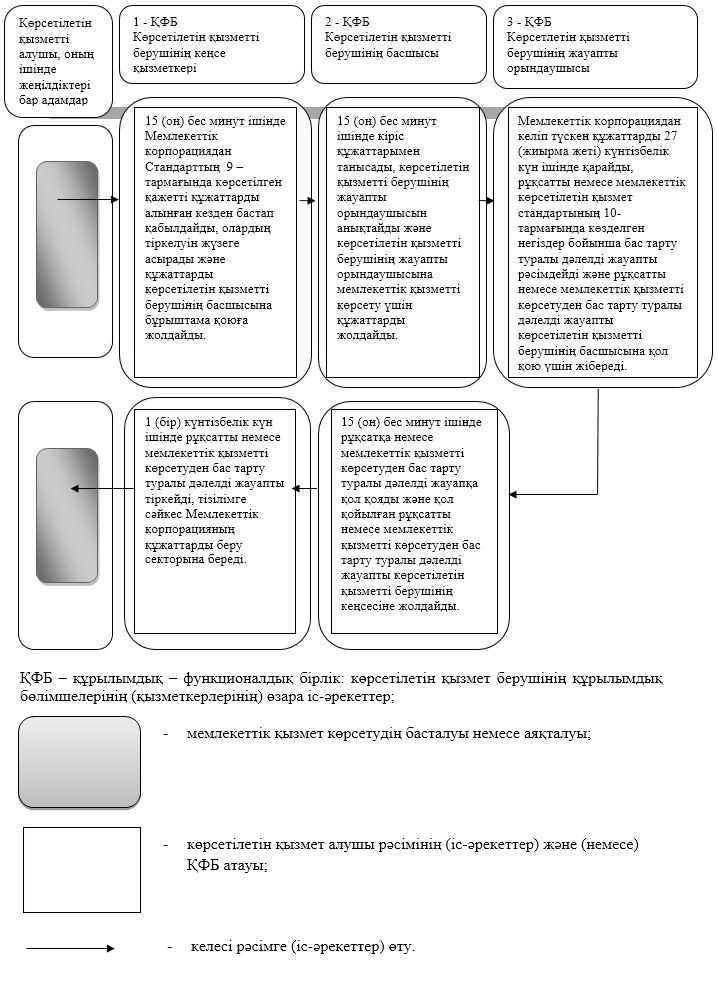 Көрсетілетін
қызметті
алушы, оның
ішінде
жеңілдіктері
бар адамдар
1 - ҚФБ
Көрсетілетін қызметті
берушінің кеңсе
қызметкері
2 - ҚФБ
Көрсетілетін қызметті
берушінің басшысы
3 - ҚФБ
Көрсетлетін қызметті
берушінің жауапты
орындаушысы
15 (он) бес минут ішінде
Мемлекеттік
корпорациядан
Стандарттың 9 –
тармағында көрсетілген
қажетті құжаттарды
алынған кезден бастап
қабылдайды, олардың
тіркелуін жүзеге
асырады және
құжаттарды
көрсетілетін қызметті
берушінің басшысына
бұрыштама қоюға
жолдайды.
15 (он) бес минут
ішінде кіріс
құжаттарымен
танысады, көрсетілетін
қызметті берушінің
жауапты
орындаушысын
анықтайды және
көрсетілетін қызметті
берушінің жауапты
орындаушысына
мемлекеттік қызметті
көрсету үшін
құжаттарды
жолдайды.
Мемлекеттік корпорациядан
келіп түскен құжаттарды 27
(жиырма жеті) күнтізбелік
күн ішінде қарайды,
рұқсатты немесе мемлекеттік
көрсетілетін қызмет
стандартының 10-
тармағында көзделген
негіздер бойынша бас тарту
туралы дәлелді жауапты
рәсімдейді және рұқсатты
немесе мемлекеттік қызметті
көрсетуден бас тарту туралы
дәлелді жауапты
көрсетілетін қызметті
берушінің басшысына қол
қою үшін жібереді.
1 (бір) күнтізбелік күн
ішінде рұқсатты немесе
мемлекеттік қызметті
көрсетуден бас тарту
туралы дәлелді жауапты
тіркейді, тізілімге
сәйкес Мемлекеттік
корпорацияның
құжаттарды беру
секторына береді.
15 (он) бес минут ішінде
рұқсатқа немесе
мемлекеттік қызметті
көрсетуден бас тарту
туралы дәлелді жауапқа
қол қояды және қол
қойылған рұқсатты
немесе мемлекеттік
қызметті көрсетуден бас
тарту туралы дәлелді
жауапты көрсетілетін
қызметті берушінің
кеңсесіне жолдайды.
ҚФБ – құрылымдық – функционалдық бірлік: көрсетілетін қызмет берушінің құрылымдық
бөлімшелерінің (қызметкерлерінің) өзара іс-әрекеттер;
- мемлекеттік қызмет көрсетудің басталуы немесе аяқталуы;
- көрсетілетін қызмет алушы рәсімінің (іс-әрекеттер) және (немесе)
ҚФБ атауы;
- келесі рәсімге (іс-әрекеттер) өту.